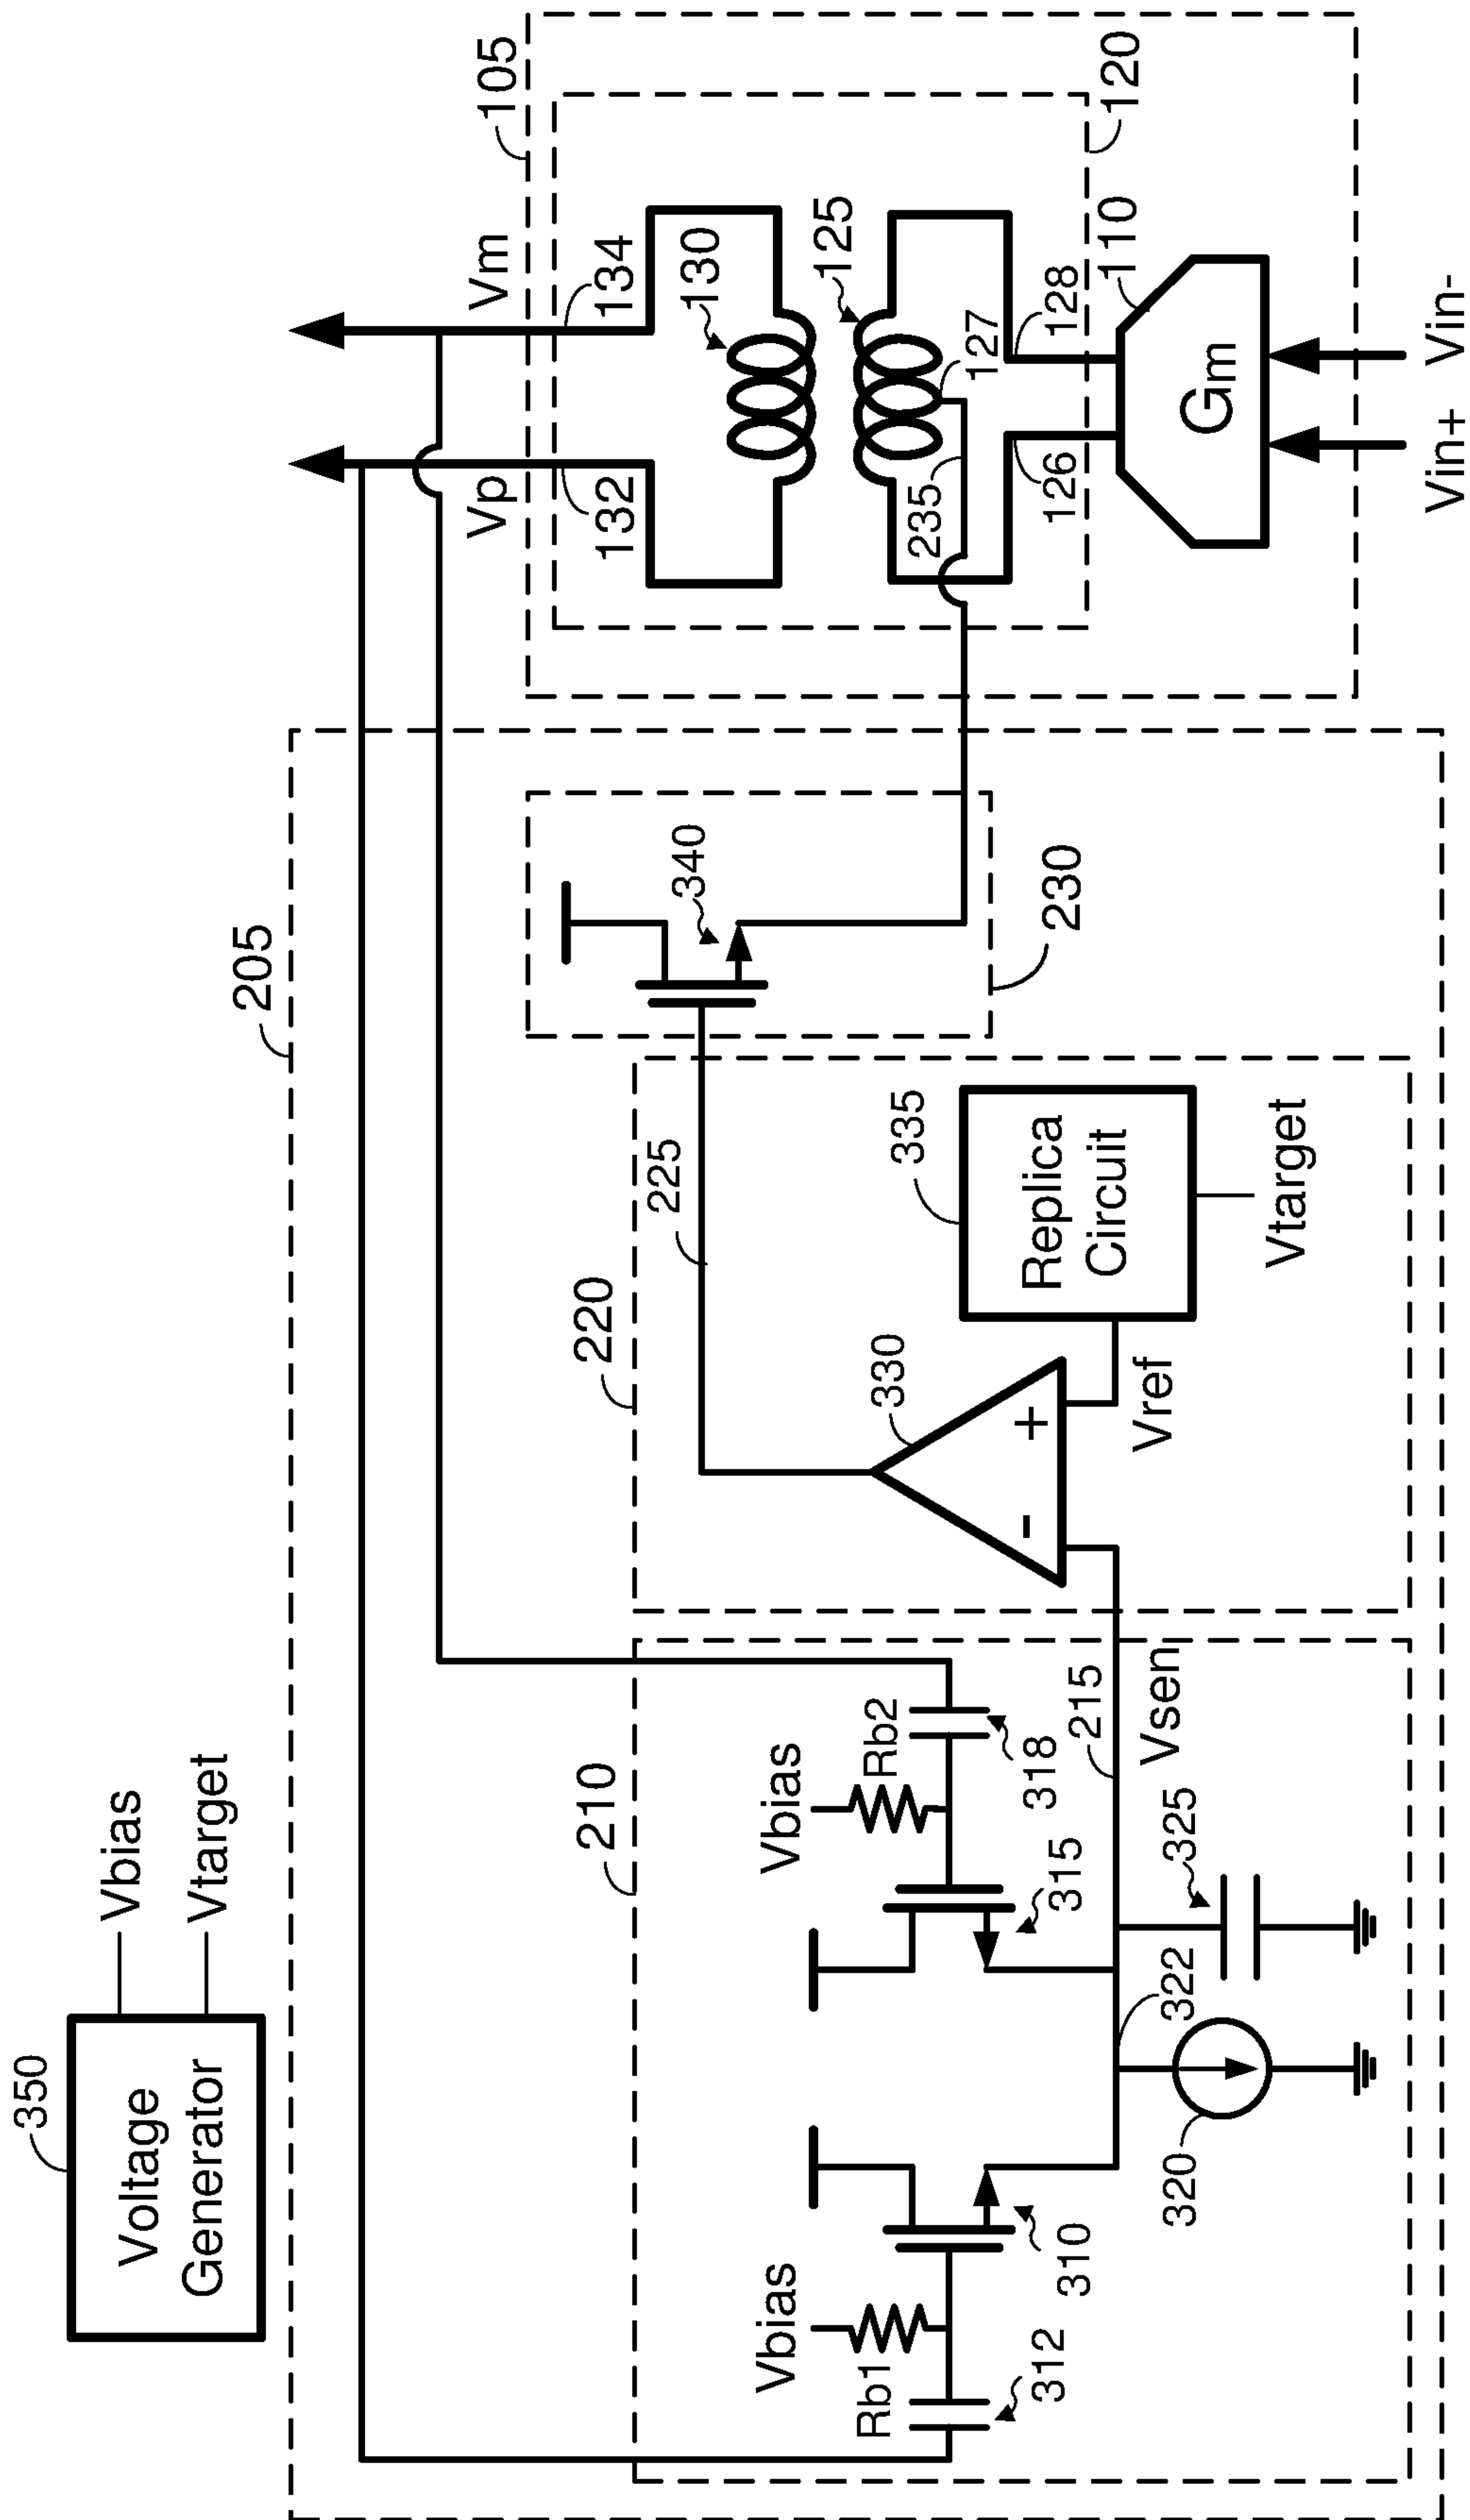 350
Voltage
Generator
Vbias
Vtarget
205
210
Vbias
Rb1
312
310
320
322
Vbias
Rb2
318
315
325
215
Vsen
220
225
330
-
+
Vref
335
Replica
Circuit
Vtarget
340
230
105
Vp
Vm
132
134
130
125
235
127
126
128
120
110
Gm
Vin+
Vin-